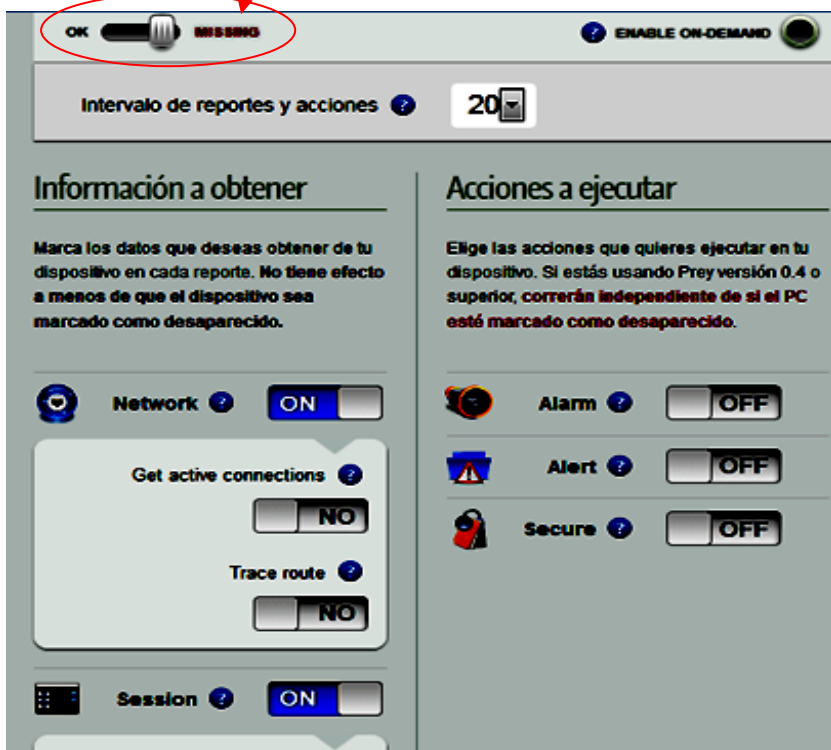 OK MISSING ENABLE ON-DEMAND
Intervalo de reportes y acciones 20
Información a obtener
Marca los datos que deseas obtener de tu
dispositivo en cada reporte. No tiene efecto
a menos de que el dispositivo sea
marcado como desaparecido.
Network ON
Get active connections
NO
Trace route
NO
Session ON
Acciones a ejecutar
Elige las acciones que quieres ejecutar en tu
dispositivo. Si estás usando Prey versión 0.4 o
superior, correrán independiente de si el PC
esté marcado como desaparecido.
Alarm OFF
Alert OFF
Secure OFF